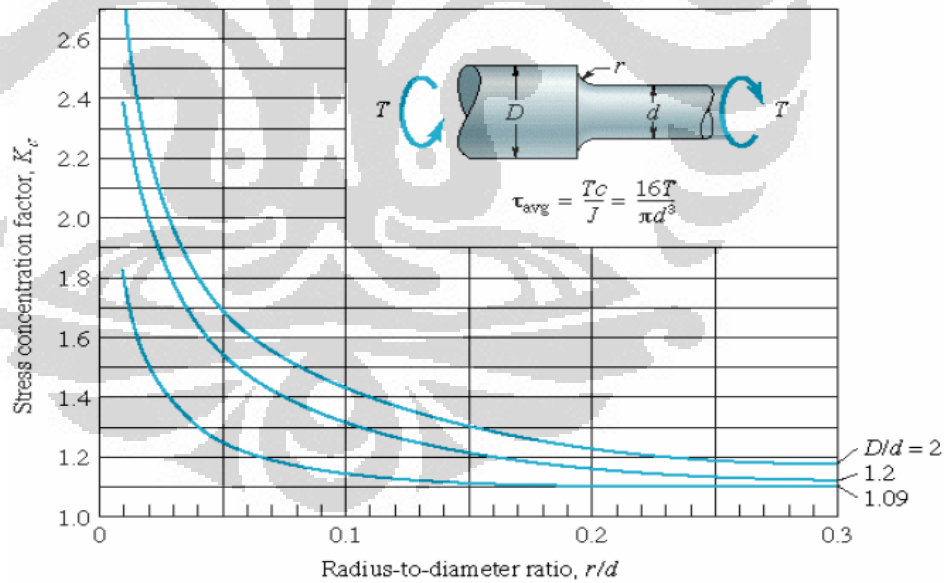 2.6
2.4
2.2
2.0
1.8
1.6
1.4
1.2
1.0
Stress concentration factor, K_c
T
D
r
d
T
τ_avg = Tc/J = 16T/πd³
D/d = 2
1.2
1.09
0
0.1
0.2
0.3
Radius-to-diameter ratio, r/d